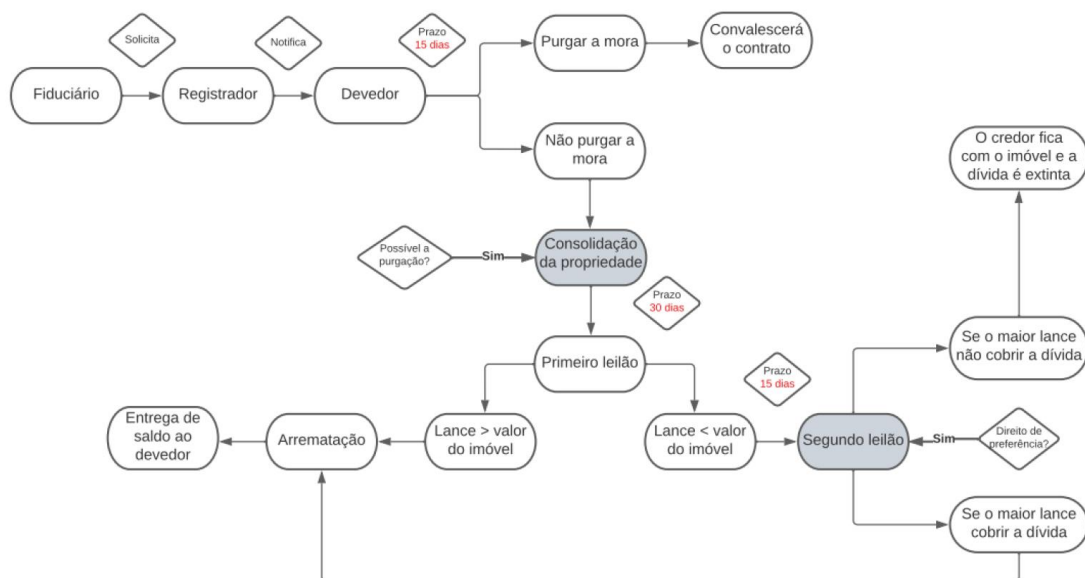 Solicita
Notifica
Prazo
15 dias
Purgar a mora
Convalescerá
o contrato
Fiduciário
Registrador
Devedor
Não purgar a
mora
O credor fica
com o imóvel e a
dívida é extinta
Possível a
purgação?
Sim
Consolidação
da propriedade
Prazo
30 dias
Primeiro leilão
Se o maior lance
não cobrir a dívida
Prazo
15 dias
Entrega de
saldo ao
devedor
Arrematação
Lance > valor
do imóvel
Lance < valor
do imóvel
Segundo leilão
Sim
Direito de
preferência?
Se o maior lance
cobrir a dívida